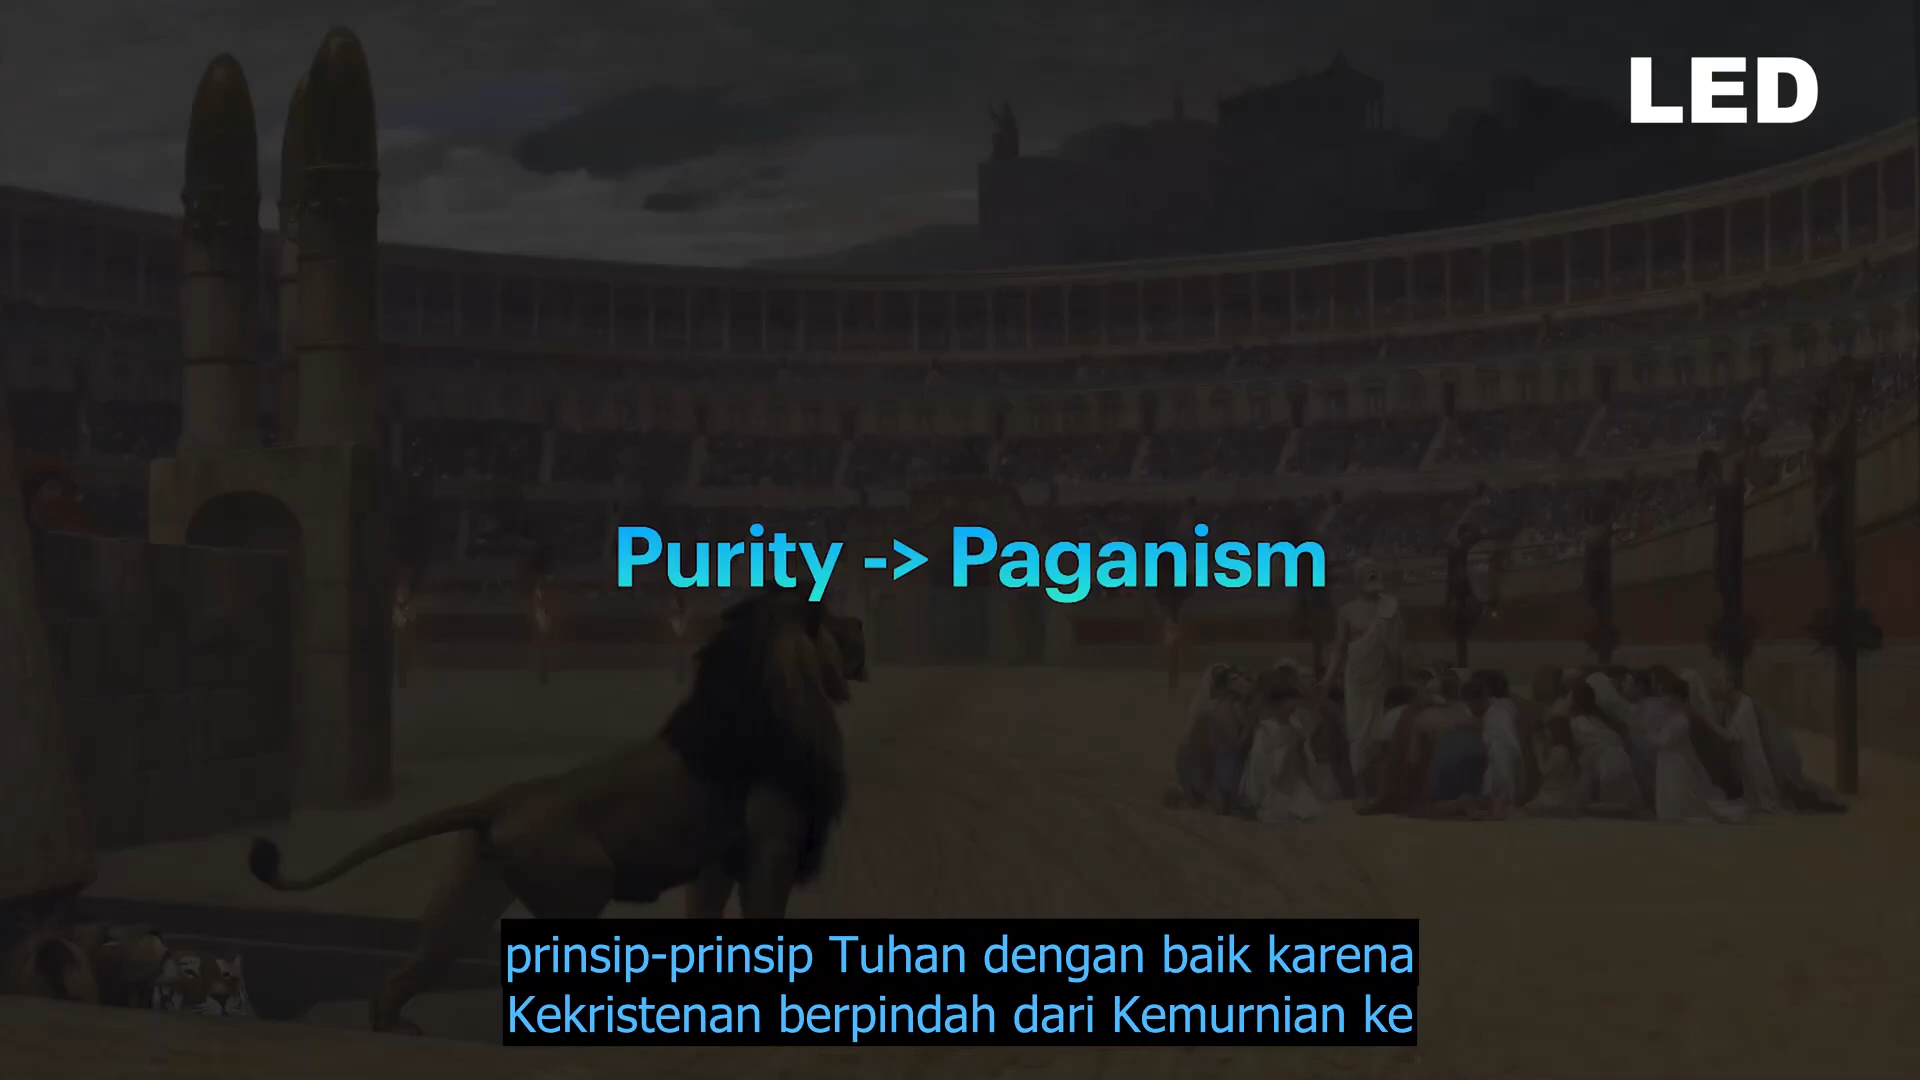 LED
Purity -> Paganism
prinsip-prinsip Tuhan dengan baik karena
Kekristenan berpindah dari Kemurnian ke